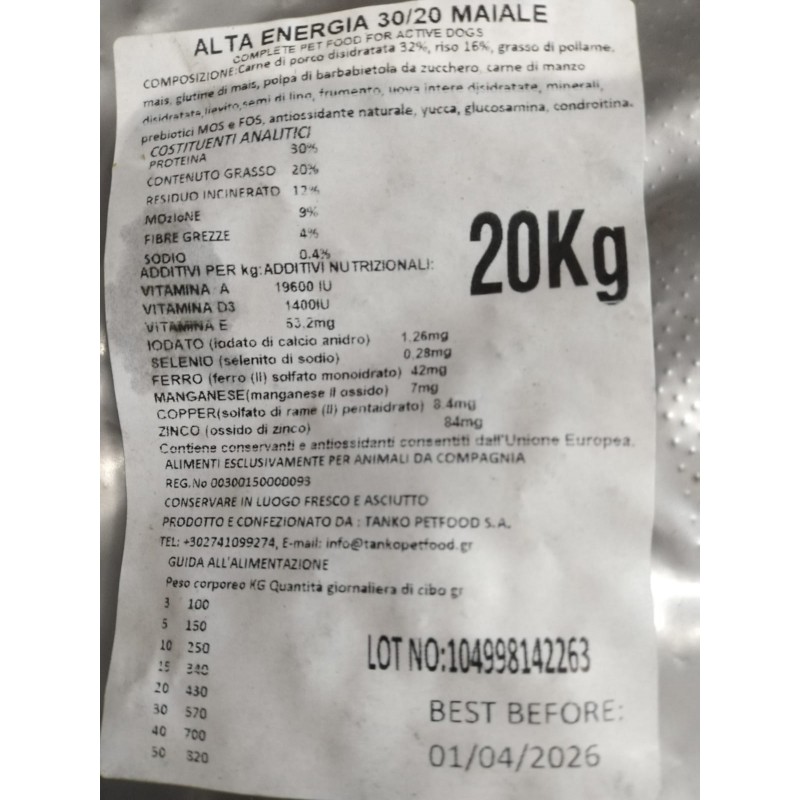 ALTA ENERGIA 30/20 MAIALE
COMPLETE PET FOOD FOR ACTIVE DOGS
COMPOSIZIONE:Carne di porco disidratata 32%, riso 16%, grasso di pollame,
mais, glutine di mais, polpa di barbabietola da zucchero, carne di manzo
disidratata,lievito,semi di lino, frumento, uova intere disidratate, minerali,
prebiotici MOS e FOS, antiossidante naturale, yucca, glucosamina, condroitina.
COSTITUENTI ANALITICI
PROTEINA 30%
CONTENUTO GRASSO 20%
RESIDUO INCINERATO 12%
MOzIoNE 9%
FIBRE GREZZE 4%
SODIO 0.4%
ADDITIVI PER kg:ADDITIVI NUTRIZIONALI:
VITAMINA A 19600 IU
VITAMINA D3 1400IU
VITAMINA E 53.2mg
IODATO (iodato di calcio anidro) 1.26mg
SELENIO (selenito di sodio) 0.28mg
FERRO (ferro (II) solfato monoidrato) 42mg
MANGANESE(manganese II ossido) 7mg
COPPER(solfato di rame (II) pentaidrato) 8.4mg
ZINCO (ossido di zinco) 84mg
20Kg
Contiene conservanti e antiossidanti consentiti dall'Unione Europea.
ALIMENTI ESCLUSIVAMENTE PER ANIMALI DA COMPAGNIA
REG.No 00300150000093
CONSERVARE IN LUOGO FRESCO E ASCIUTTO
PRODOTTO E CONFEZIONATO DA : TANKO PETFOOD S.A.
TEL: +302741099274, E-mail: info@tankopetfood.gr
GUIDA ALL'ALIMENTAZIONE
Peso corporeo KG Quantità giornaliera di cibo gr
3 100
5 150
10 250
15 340
20 430
30 570
40 700
50 820
LOT NO:104998142263
BEST BEFORE:
01/04/2026